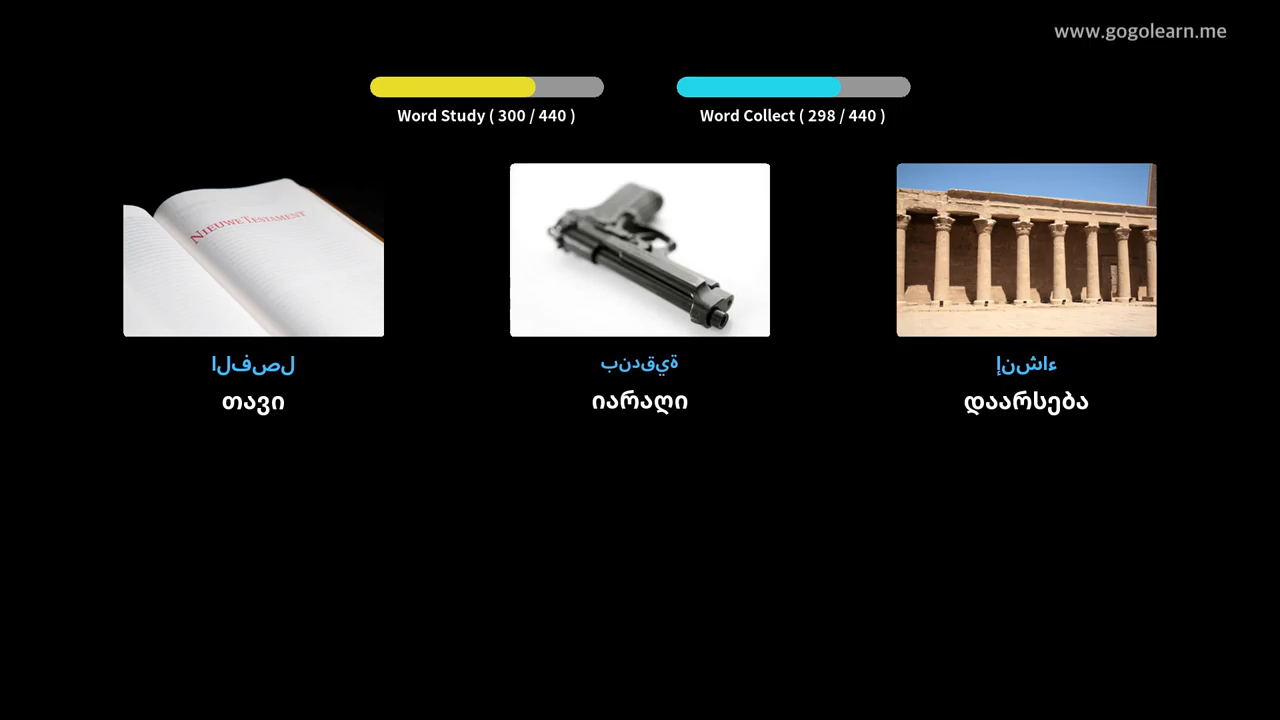 www.gogolearn.me
Word Study ( 300 / 440 )
Word Collect ( 298 / 440 )
NIEUWE TESTAMENT
الفصل
بندقية
إنشاء
თავი
იარაღი
დაარსება